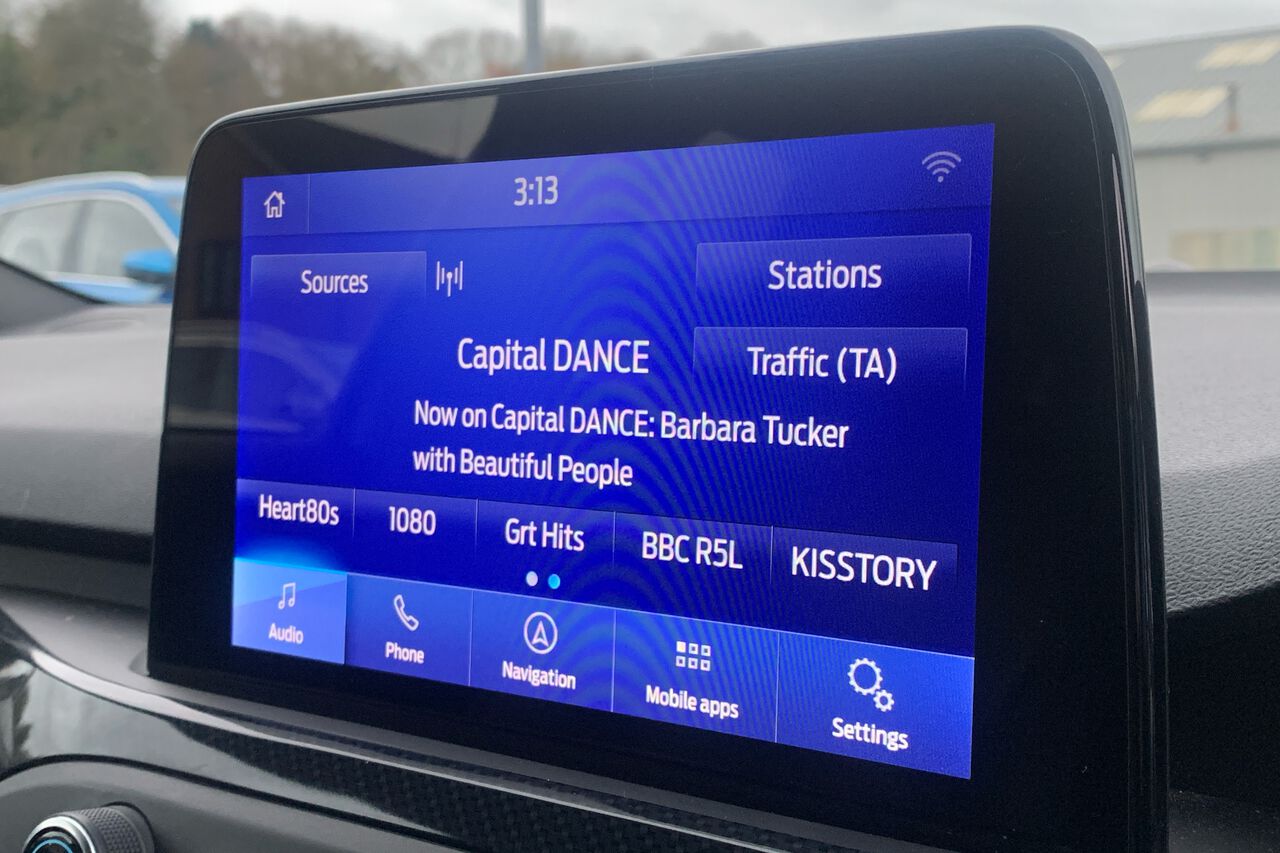 3:13
Sources
Stations
Capital DANCE
Traffic (TA)
Now on Capital DANCE: Barbara Tucker
with Beautiful People
Heart80s
1080
Grt Hits
BBC R5L
KISSTORY
Audio
Phone
Navigation
Mobile apps
Settings